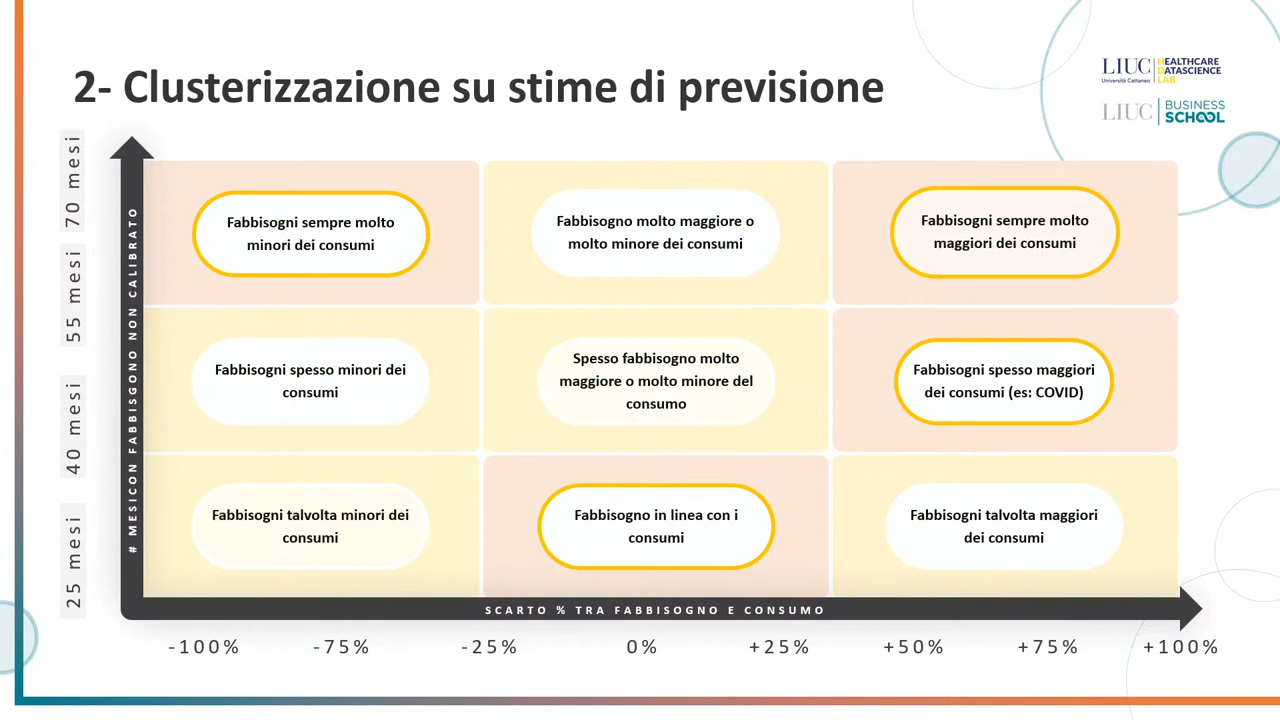 2- Clusterizzazione su stime di previsione
LIUC
Università Cattaneo
HEALTHCARE
DATASCIENCE
LAB
LIUC
BUSINESS
SCHOOL
70 mesi
55 mesi
40 mesi
25 mesi
# MESICON FABBISGONO NON CALIBRATO
Fabbisogni sempre molto
minori dei consumi
Fabbisogno molto maggiore o
molto minore dei consumi
Fabbisogni sempre molto
maggiori dei consumi
Fabbisogni spesso minori dei
consumi
Spesso fabbisogno molto
maggiore o molto minore del
consumo
Fabbisogni spesso maggiori
dei consumi (es: COVID)
Fabbisogni talvolta minori dei
consumi
Fabbisogno in linea con i
consumi
Fabbisogni talvolta maggiori
dei consumi
SCARTO % TRA FABBISOGNO E CONSUMO
-100% -75% -25% 0% +25% +50% +75% +100%